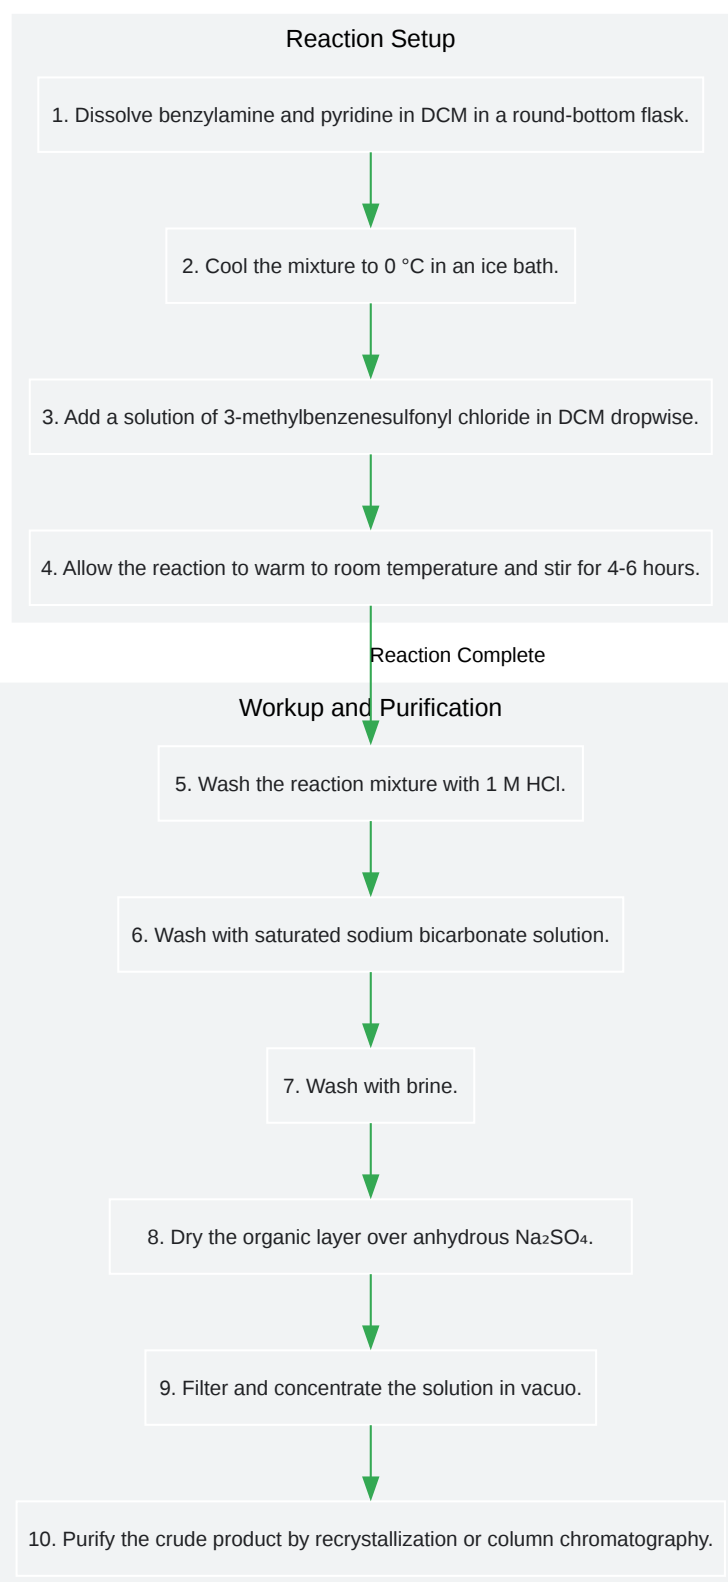 Reaction Setup
1. Dissolve benzylamine and pyridine in DCM in a round-bottom flask.
2. Cool the mixture to 0 °C in an ice bath.
3. Add a solution of 3-methylbenzenesulfonyl chloride in DCM dropwise.
4. Allow the reaction to warm to room temperature and stir for 4-6 hours.
Reaction Complete
Workup and Purification
5. Wash the reaction mixture with 1 M HCl.
6. Wash with saturated sodium bicarbonate solution.
7. Wash with brine.
8. Dry the organic layer over anhydrous Na₂SO₄.
9. Filter and concentrate the solution in vacuo.
10. Purify the crude product by recrystallization or column chromatography.